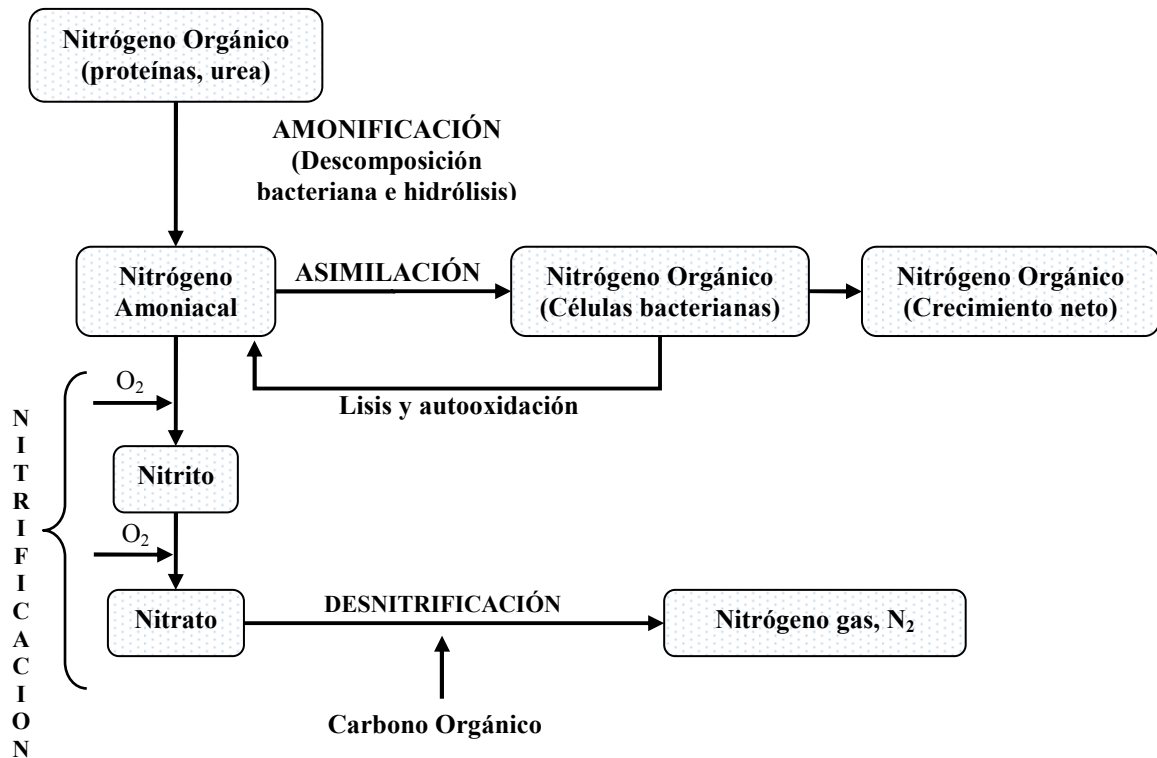 Nitrógeno Orgánico
(proteínas, urea)
AMONIFICACIÓN
(Descomposición
bacteriana e hidrólisis)
Nitrógeno
Amoniacal
ASIMILACIÓN
Nitrógeno Orgánico
(Células bacterianas)
Nitrógeno Orgánico
(Crecimiento neto)
Lisis y autooxidación
NITRIFICACION
O₂
Nitrito
O₂
Nitrato
DESNITRIFICACIÓN
Nitrógeno gas, N₂
Carbono Orgánico